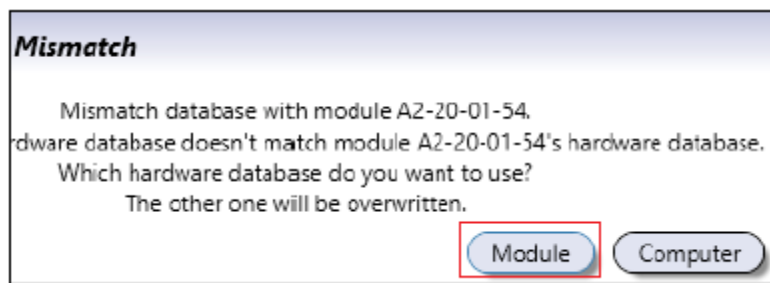 Mismatch
Mismatch database with module A2-20-01-54.
rdware database doesn't match module A2-20-01-54's hardware database.
Which hardware database do you want to use?
The other one will be overwritten.
Module Computer